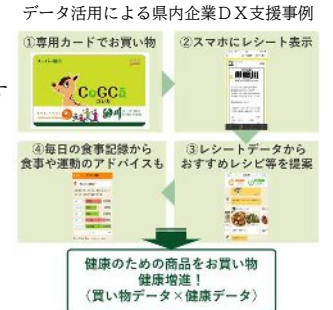 データ活用による県内企業ＤＸ支援事例
①専用カードでお買い物
CoGCa
②スマホにレシート表示
④毎日の食事記録から
食事や運動のアドバイスも
③レシートデータから
おすすめレシピ等を提案
健康のための商品をお買い物
健康増進！
（買い物データ×健康データ）